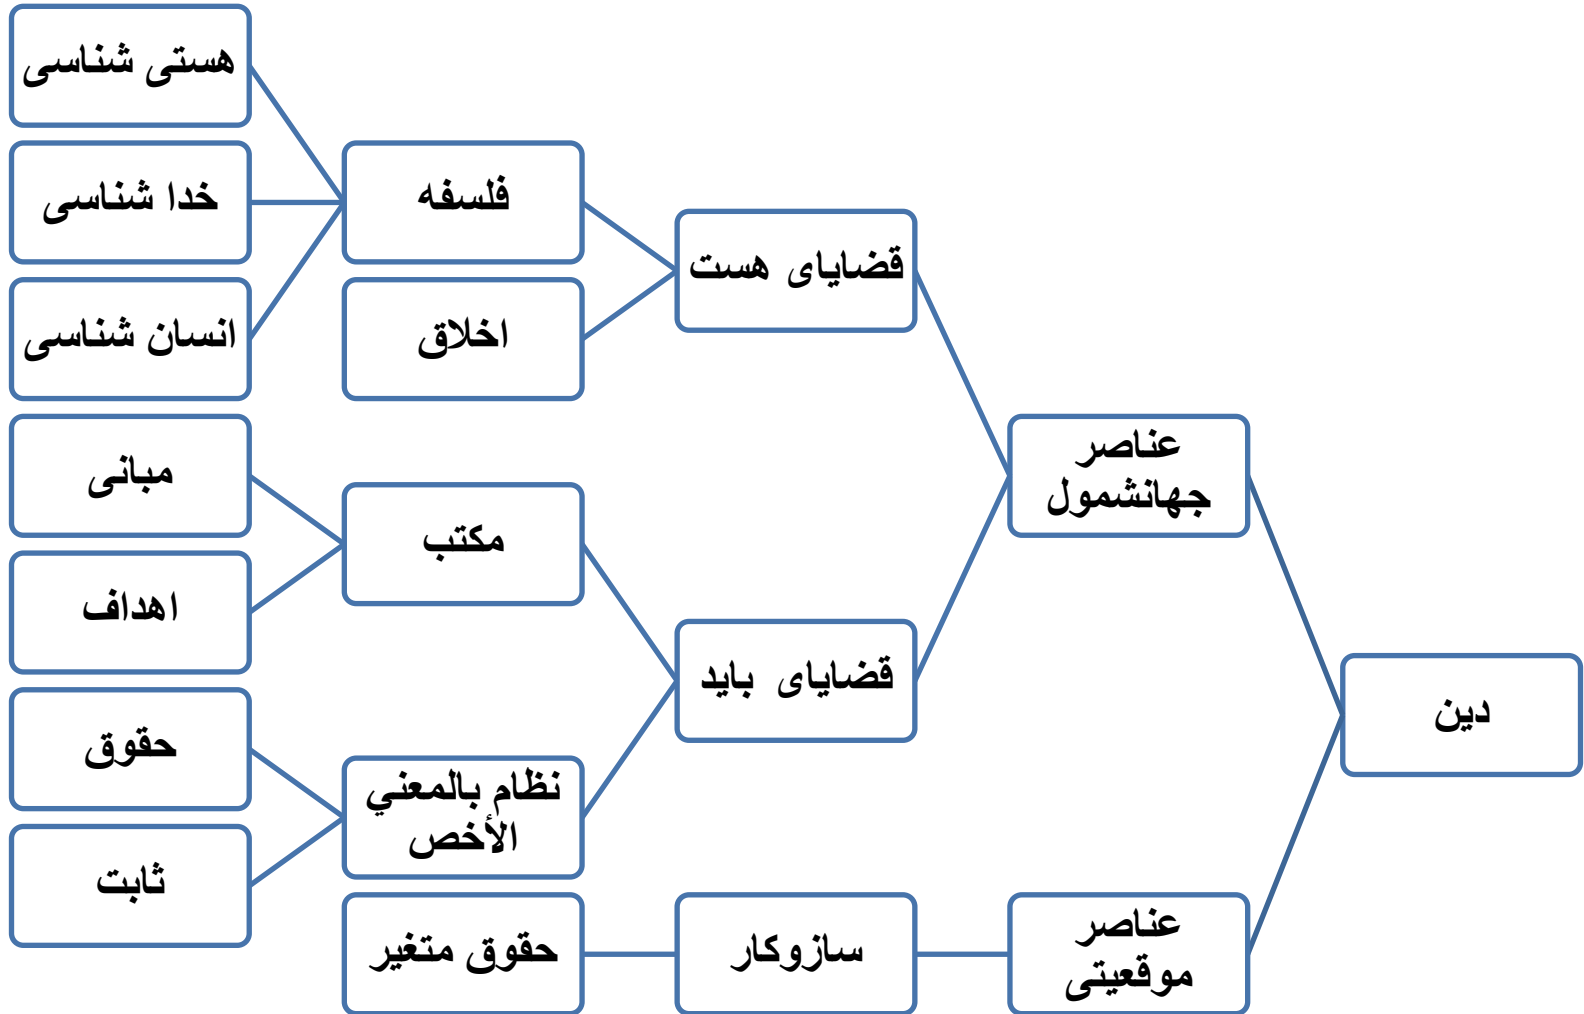 دین
عناصر
جهانشمول
قضایای هست
فلسفه
هستی شناسی
خدا شناسی
انسان شناسی
اخلاق
قضایای باید
مکتب
مبانی
اهداف
نظام بالمعني
الأخص
حقوق
ثابت
عناصر
موقعیتی
سازوکار
حقوق متغیر